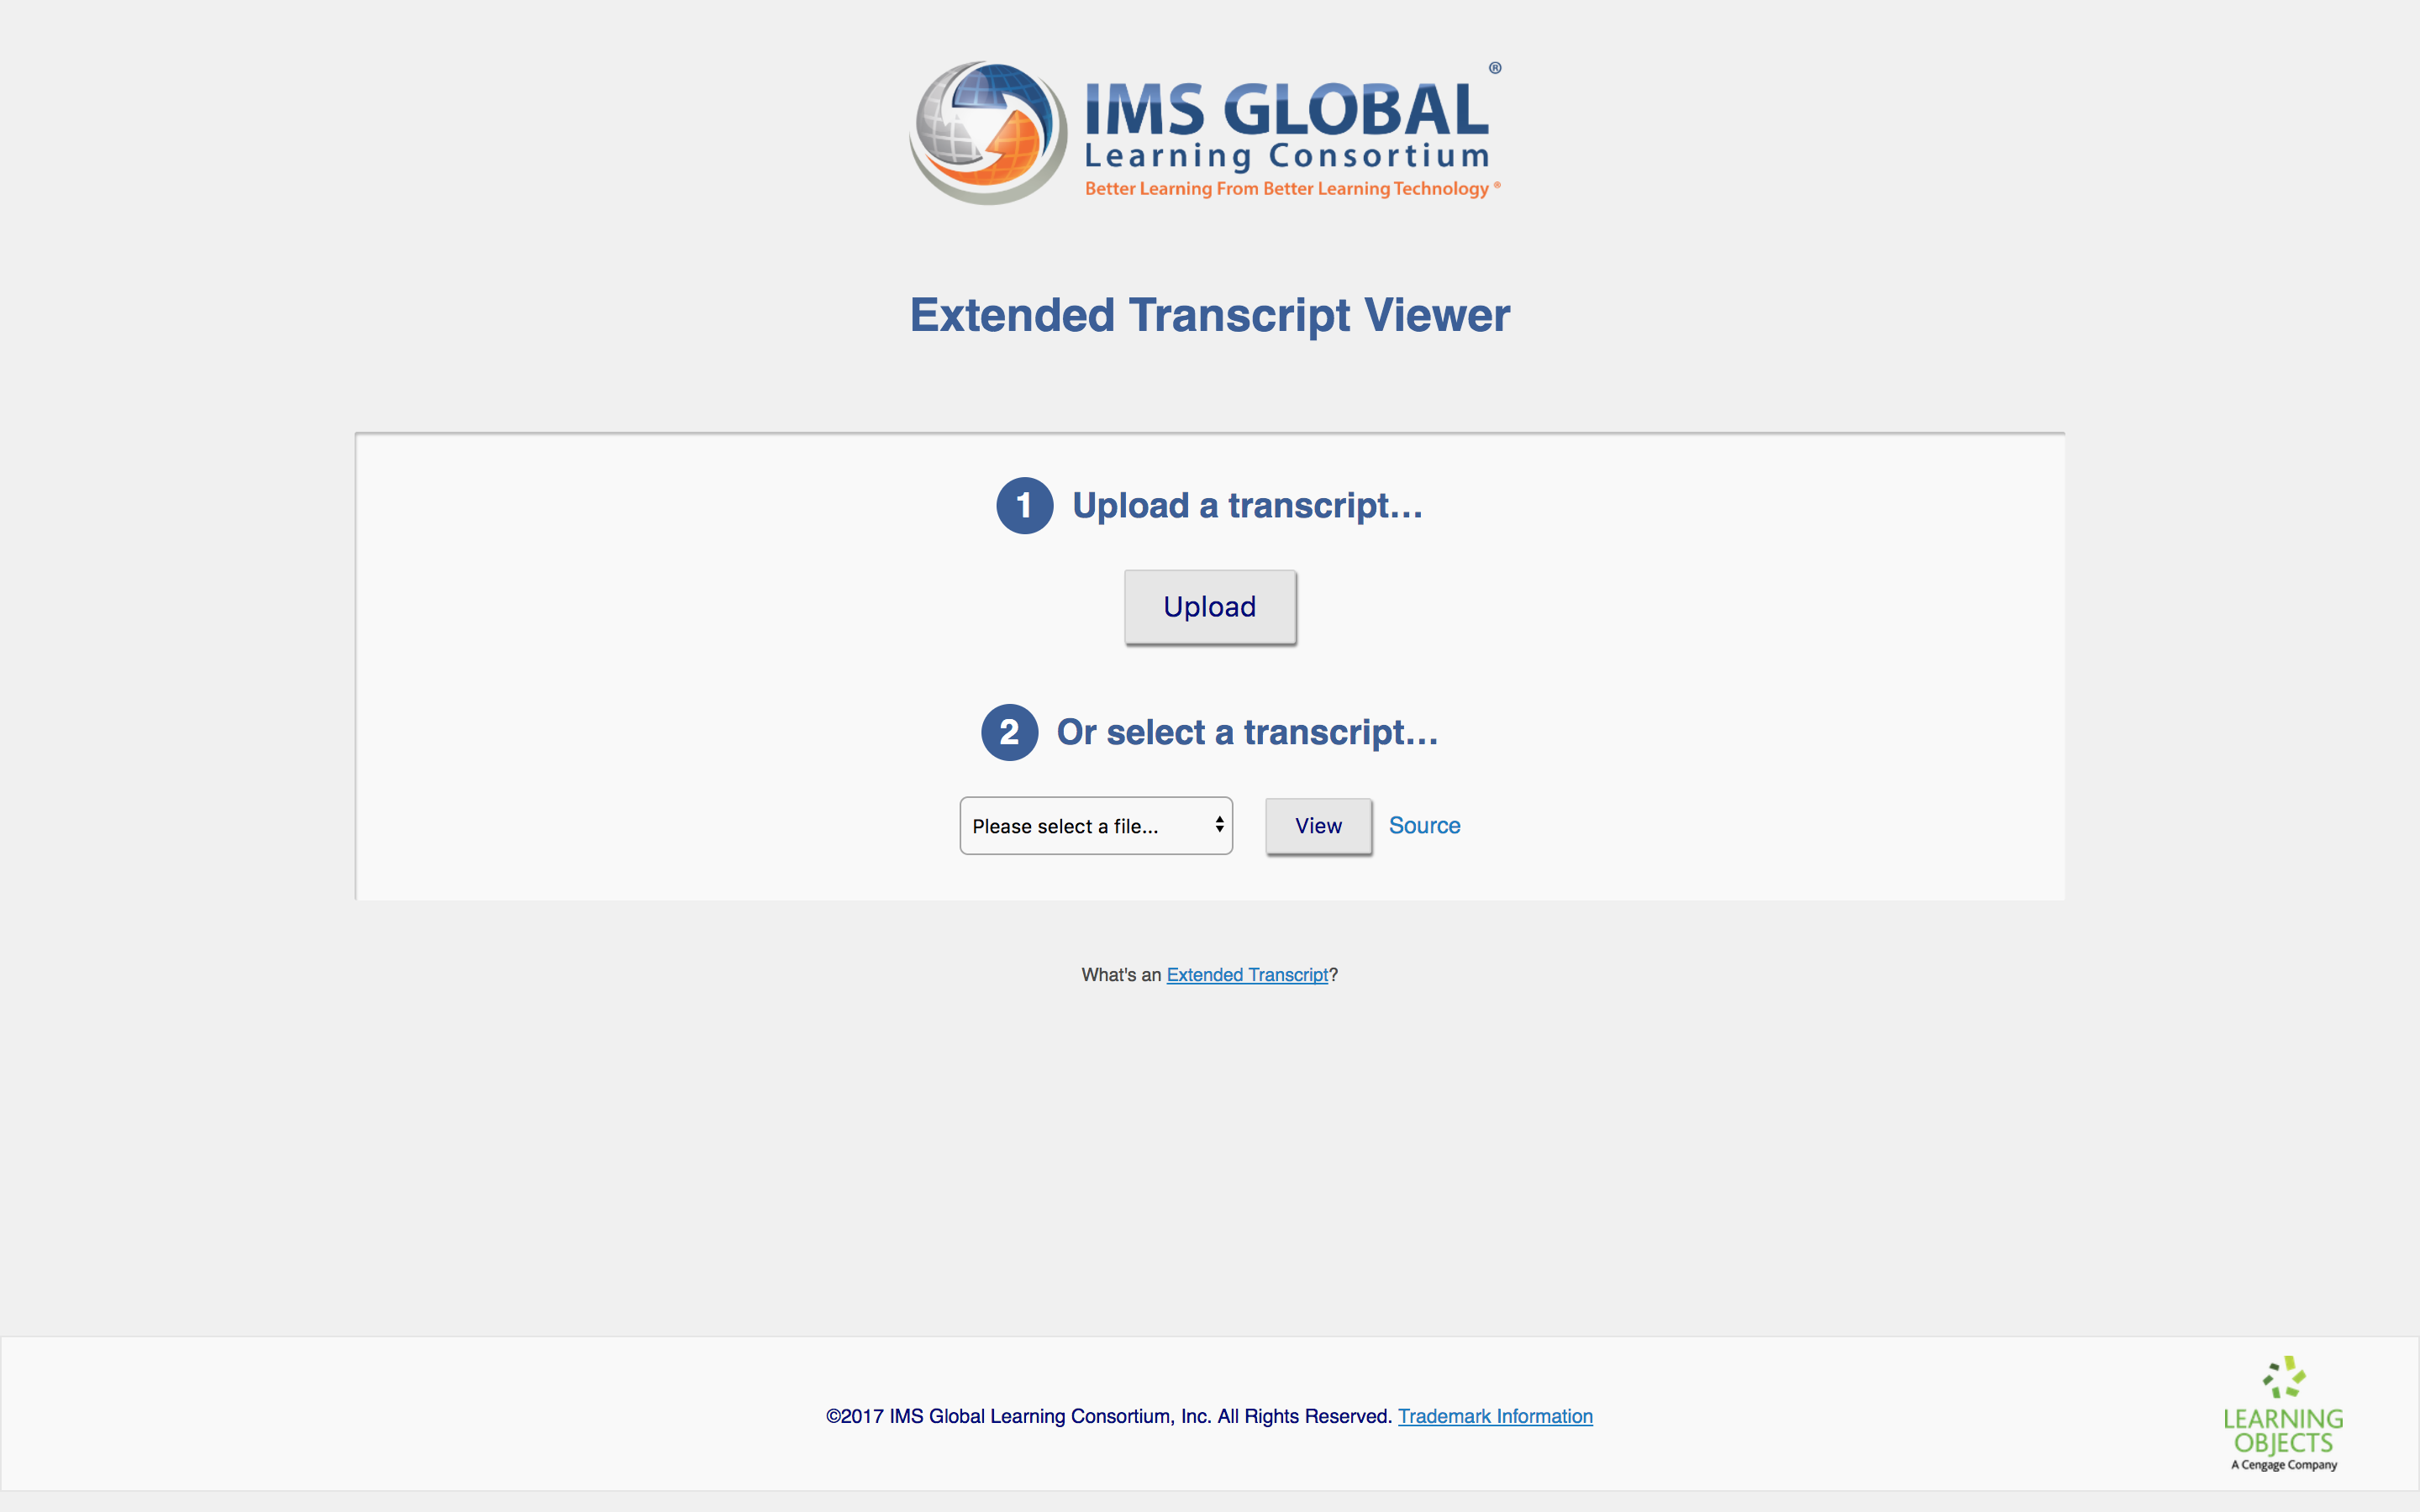 IMS GLOBAL ®
Learning Consortium
Better Learning From Better Learning Technology ®
Extended Transcript Viewer
1 Upload a transcript...
Upload
2 Or select a transcript...
Please select a file... View Source
What's an Extended Transcript?
©2017 IMS Global Learning Consortium, Inc. All Rights Reserved. Trademark Information
LEARNING
OBJECTS
A Cengage Company